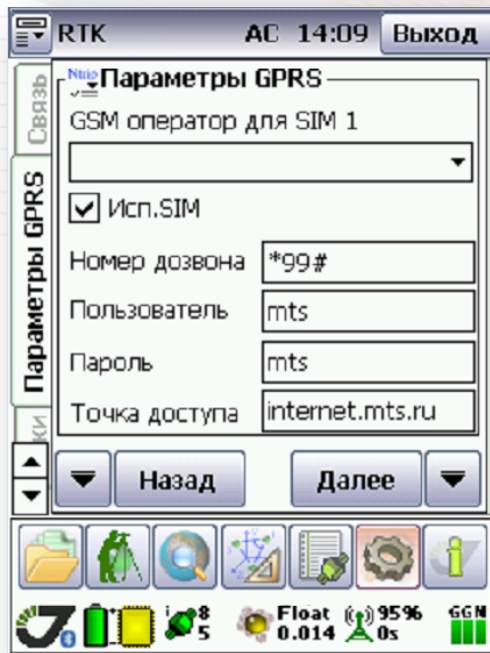 RTK AC 14:09 Выход
Связь
Параметры GPRS
ки
Ntrip Параметры GPRS
GSM оператор для SIM 1
Исп.SIM
Номер дозвона *99#
Пользователь mts
Пароль mts
Точка доступа internet.mts.ru
Назад Далее
8 Float 95% GGN
5 0.014 0s